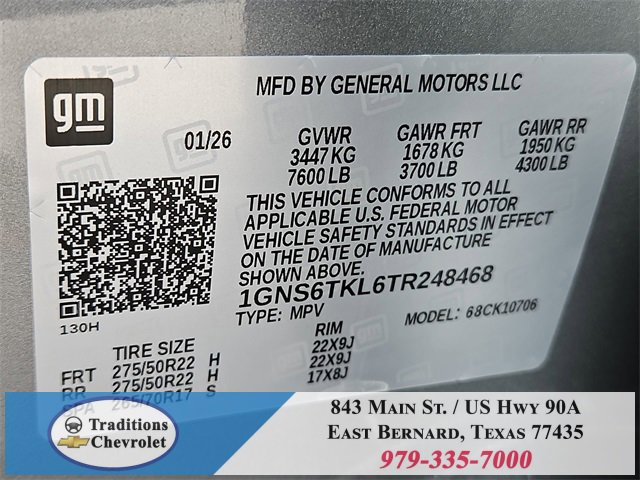 gm
MFD BY GENERAL MOTORS LLC
01/26
GVWR GAWR FRT GAWR RR
3447 KG 1678 KG 1950 KG
7600 LB 3700 LB 4300 LB
THIS VEHICLE CONFORMS TO ALL
APPLICABLE U.S. FEDERAL MOTOR
VEHICLE SAFETY STANDARDS IN EFFECT
ON THE DATE OF MANUFACTURE
SHOWN ABOVE.
1GNS6TKL6TR248468
130H
TYPE: MPV MODEL: 68CK10706
TIRE SIZE RIM
FRT 275/50R22 H 22X9J
RR 275/50R22 H 22X9J
SPA 265/70R17 S 17X8J
Traditions
Chevrolet
843 Main St. / US Hwy 90A
East Bernard, Texas 77435
979-335-7000